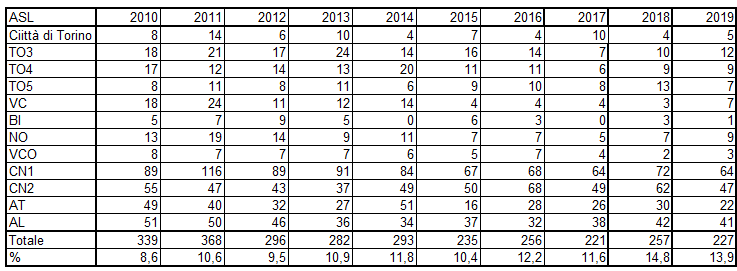 ASL 2010 2011 2012 2013 2014 2015 2016 2017 2018 2019
Ciittà di Torino 8 14 6 10 4 7 4 10 4 5
TO3 18 21 17 24 14 16 14 7 10 12
TO4 17 12 14 13 20 11 11 6 9 9
TO5 8 11 8 11 6 9 10 8 13 7
VC 18 24 11 12 14 4 4 4 3 7
BI 5 7 9 5 0 6 3 0 3 1
NO 13 19 14 9 11 7 7 5 7 9
VCO 8 7 7 7 6 5 7 4 2 3
CN1 89 116 89 91 84 67 68 64 72 64
CN2 55 47 43 37 49 50 68 49 62 47
AT 49 40 32 27 51 16 28 26 30 22
AL 51 50 46 36 34 37 32 38 42 41
Totale 339 368 296 282 293 235 256 221 257 227
% 8,6 10,6 9,5 10,9 11,8 10,4 12,2 11,6 14,8 13,9